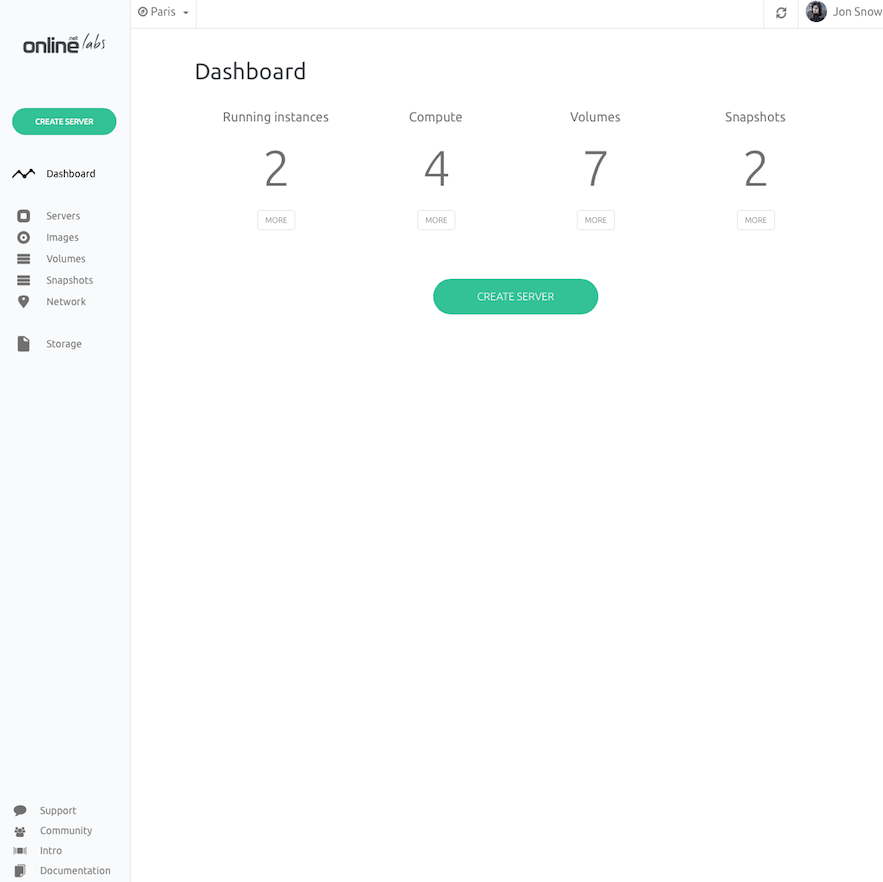 Paris
Jon Snow
online.net labs
CREATE SERVER
Dashboard
Servers
Images
Volumes
Snapshots
Network
Storage
Support
Community
Intro
Documentation
Dashboard
Running instances Compute Volumes Snapshots
2 4 7 2
MORE MORE MORE MORE
CREATE SERVER